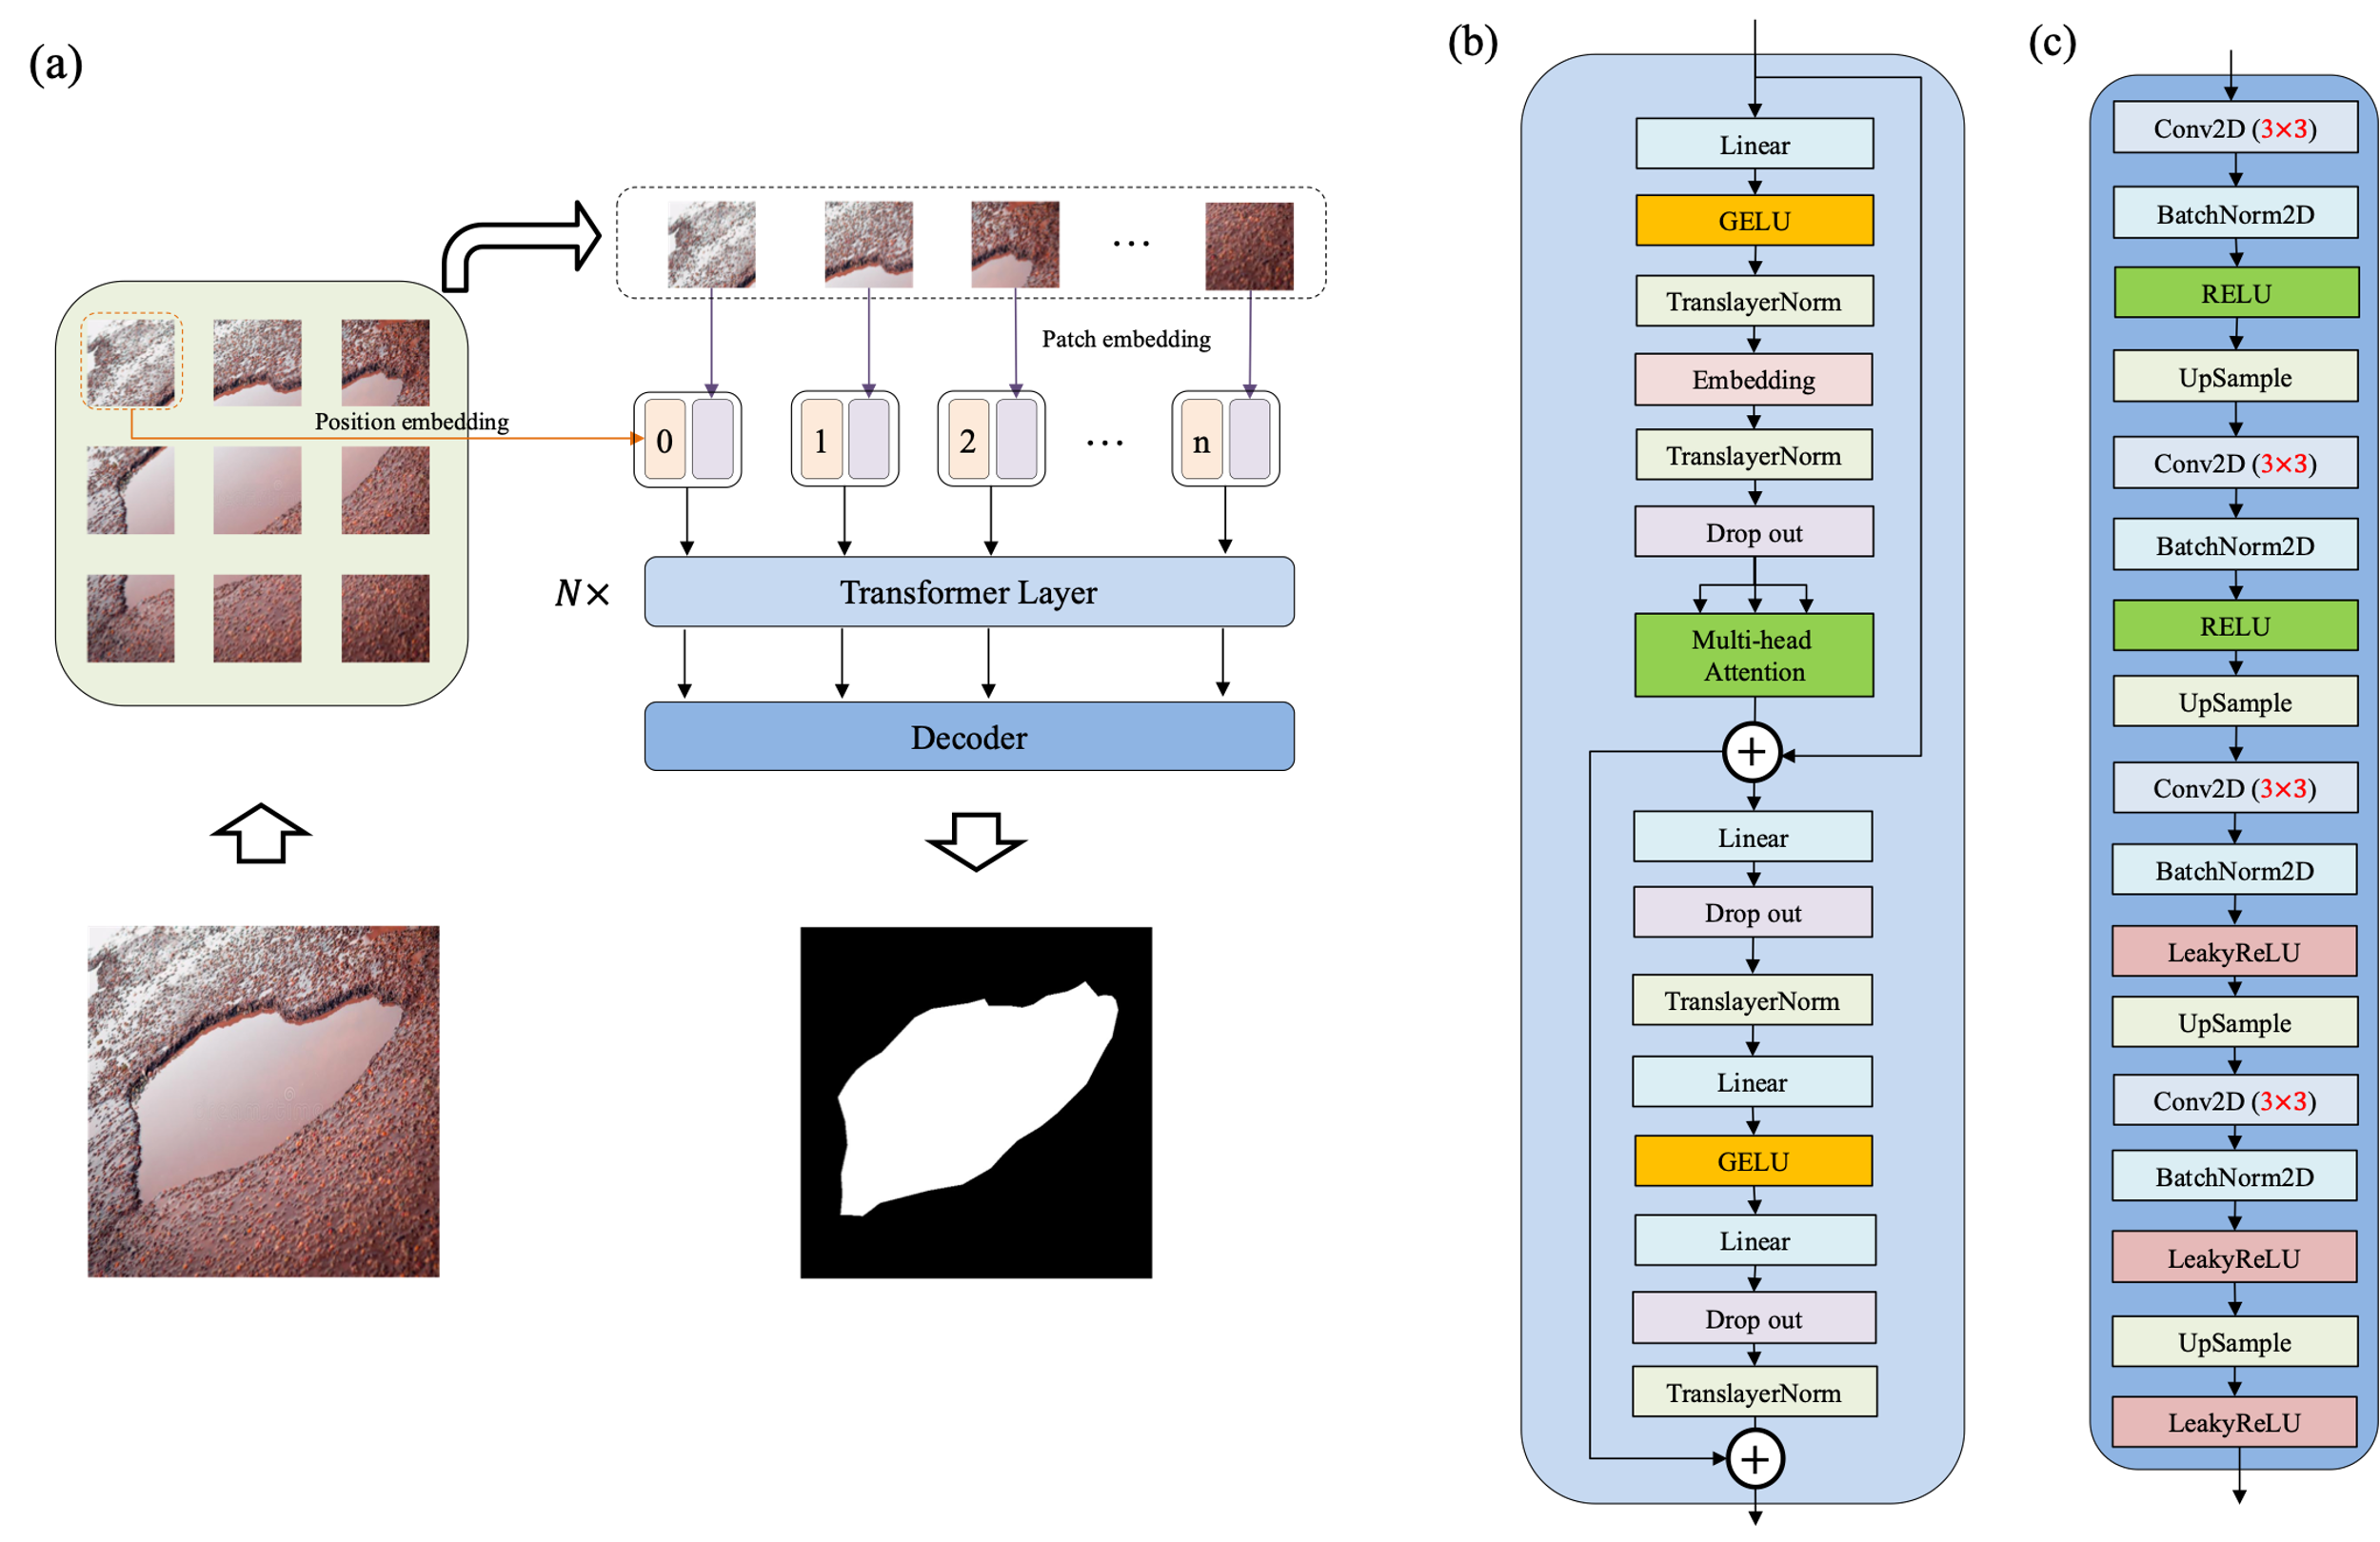 (a)
Patch embedding
Position embedding
0
1
2
...
n
...
N×
Transformer Layer
Decoder
(b)
Linear
GELU
TranslayerNorm
Embedding
TranslayerNorm
Drop out
Multi-head
Attention
+
Linear
Drop out
TranslayerNorm
Linear
GELU
Linear
Drop out
TranslayerNorm
+
(c)
Conv2D (3×3)
BatchNorm2D
RELU
UpSample
Conv2D (3×3)
BatchNorm2D
RELU
UpSample
Conv2D (3×3)
BatchNorm2D
LeakyReLU
UpSample
Conv2D (3×3)
BatchNorm2D
LeakyReLU
UpSample
LeakyReLU